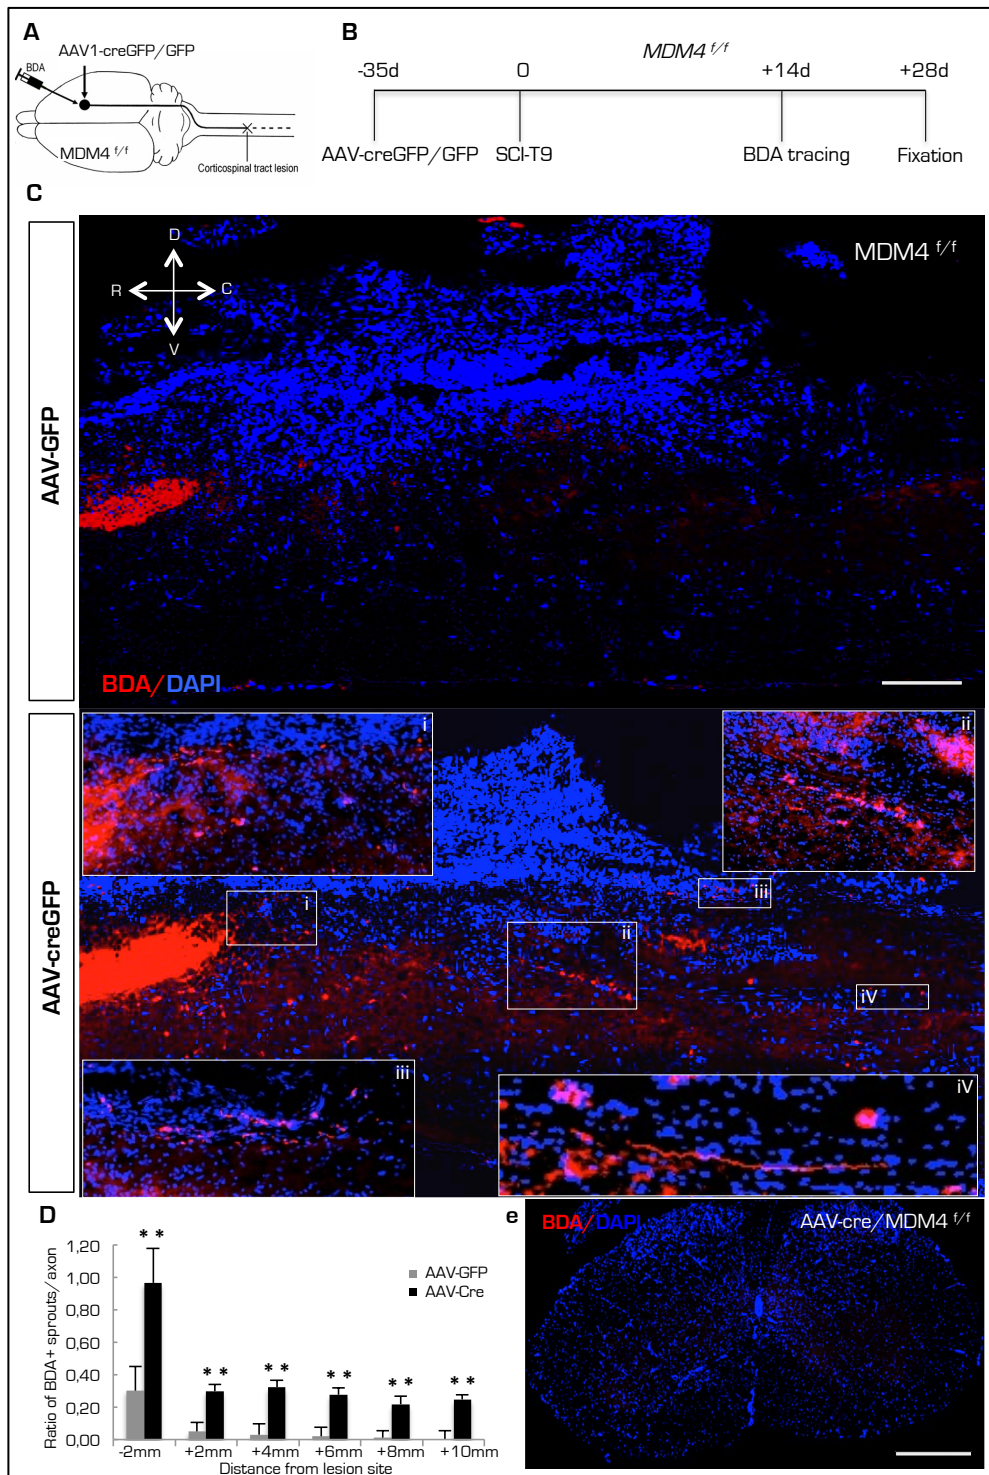 A
AAV1-creGFP/GFP
BDA
MDM4 f/f
Corticospinal tract lesion
B
MDM4 f/f
-35d 0 +14d +28d
AAV-creGFP/GFP SCI-T9 BDA tracing Fixation
C
AAV-GFP
D
R C
V
MDM4 f/f
BDA/DAPI
AAV-creGFP
i
ii
i
iii
ii
iV
iii
iV
D
Ratio of BDA+ sprouts/axon
1,20
1,00
0,80
0,60
0,40
0,20
0,00
** ** ** ** ** **
AAV-GFP
AAV-Cre
-2mm +2mm +4mm +6mm +8mm +10mm
Distance from lesion site
e
BDA/DAPI
AAV-cre/MDM4 f/f